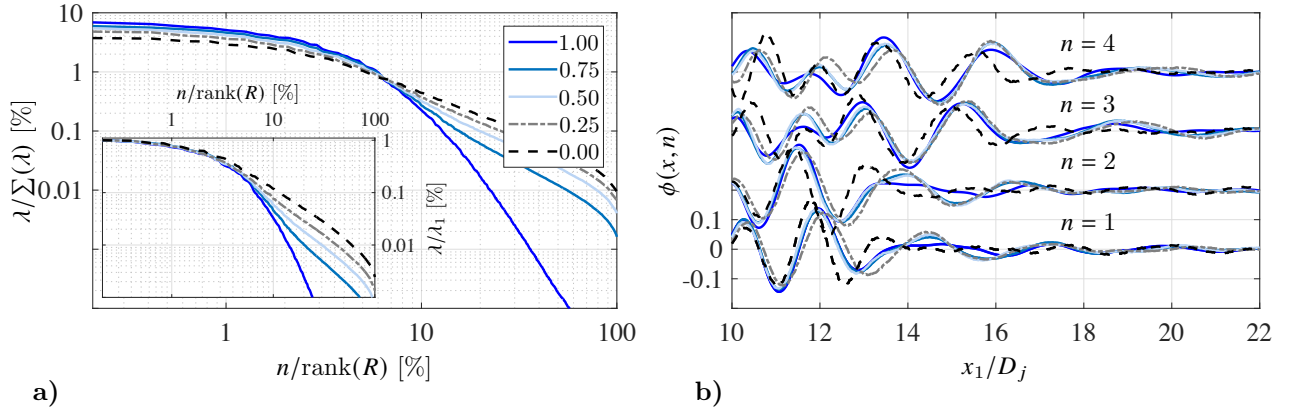 10
1
0.1
0.01
λ/∑(λ) [%]
1.00
0.75
0.50
0.25
0.00
n/rank(R) [%]
1 10 100
1
0.1
0.01
λ/λ₁ [%]
1 10 100
n/rank(R) [%]
a)
n = 4
n = 3
n = 2
n = 1
ϕ(x, n)
0.1
0
-0.1
10 12 14 16 18 20 22
x₁/Dⱼ
b)